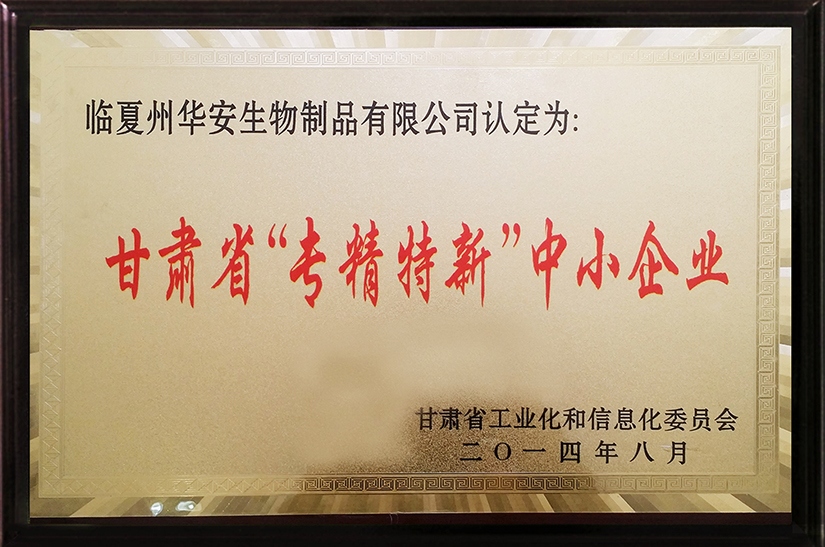 临夏州华安生物制品有限公司认定为:
甘肃省“专精特新”中小企业
甘肃省工业化和信息化委员会
二〇一四年八月